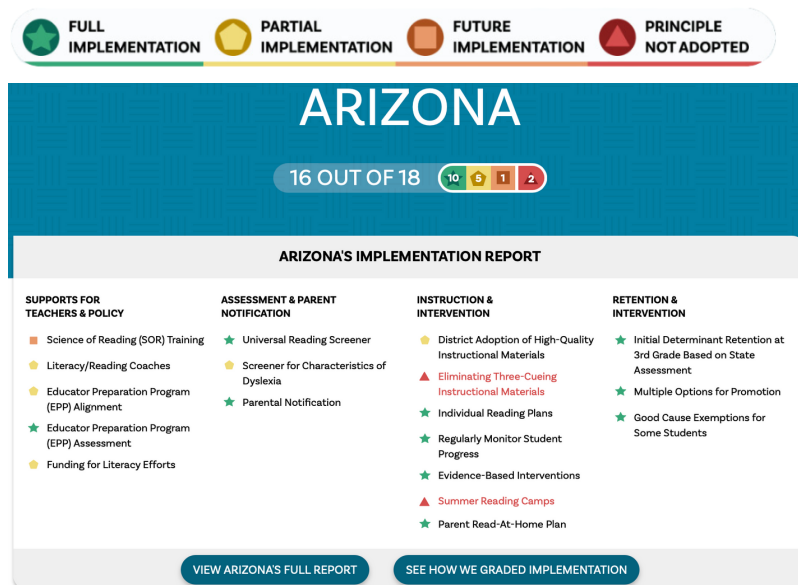 FULL
IMPLEMENTATION
PARTIAL
IMPLEMENTATION
FUTURE
IMPLEMENTATION
PRINCIPLE
NOT ADOPTED
ARIZONA
16 OUT OF 18
10
5
1
2
ARIZONA'S IMPLEMENTATION REPORT
SUPPORTS FOR
TEACHERS & POLICY
Science of Reading (SOR) Training
Literacy/Reading Coaches
Educator Preparation Program
(EPP) Alignment
Educator Preparation Program
(EPP) Assessment
Funding for Literacy Efforts
ASSESSMENT & PARENT
NOTIFICATION
Universal Reading Screener
Screener for Characteristics of
Dyslexia
Parental Notification
INSTRUCTION &
INTERVENTION
District Adoption of High-Quality
Instructional Materials
Eliminating Three-Cueing
Instructional Materials
Individual Reading Plans
Regularly Monitor Student
Progress
Evidence-Based Interventions
Summer Reading Camps
Parent Read-At-Home Plan
RETENTION &
INTERVENTION
Initial Determinant Retention at
3rd Grade Based on State
Assessment
Multiple Options for Promotion
Good Cause Exemptions for
Some Students
VIEW ARIZONA'S FULL REPORT
SEE HOW WE GRADED IMPLEMENTATION